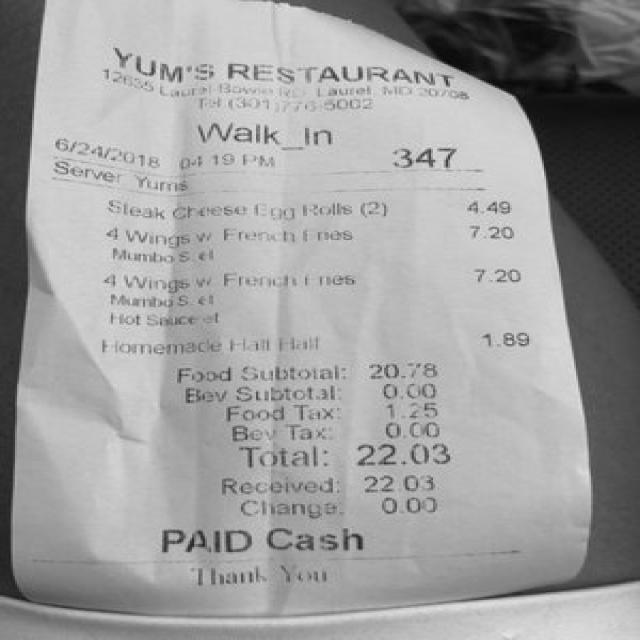 YUM'S RESTAURANT
12635 Laurel Bowie RD Laurel, MD 20708
Tel (301)776-5002
Walk_In
6/24/2018 04 19 PM 347
Server Yums
Steak Cheese Egg Rolls (2) 4.49
4 Wings w French Fries 7.20
Mumbo S. et
4 Wings w French Fries 7.20
Mumbo S. et
Hot Sauce et
Homemade Half Half 1.89
Food Subtotal: 20.78
Bev Subtotal: 0.00
Food Tax: 1.25
Bev Tax: 0.00
Total: 22.03
Received: 22.03
Change: 0.00
PAID Cash
Thank You